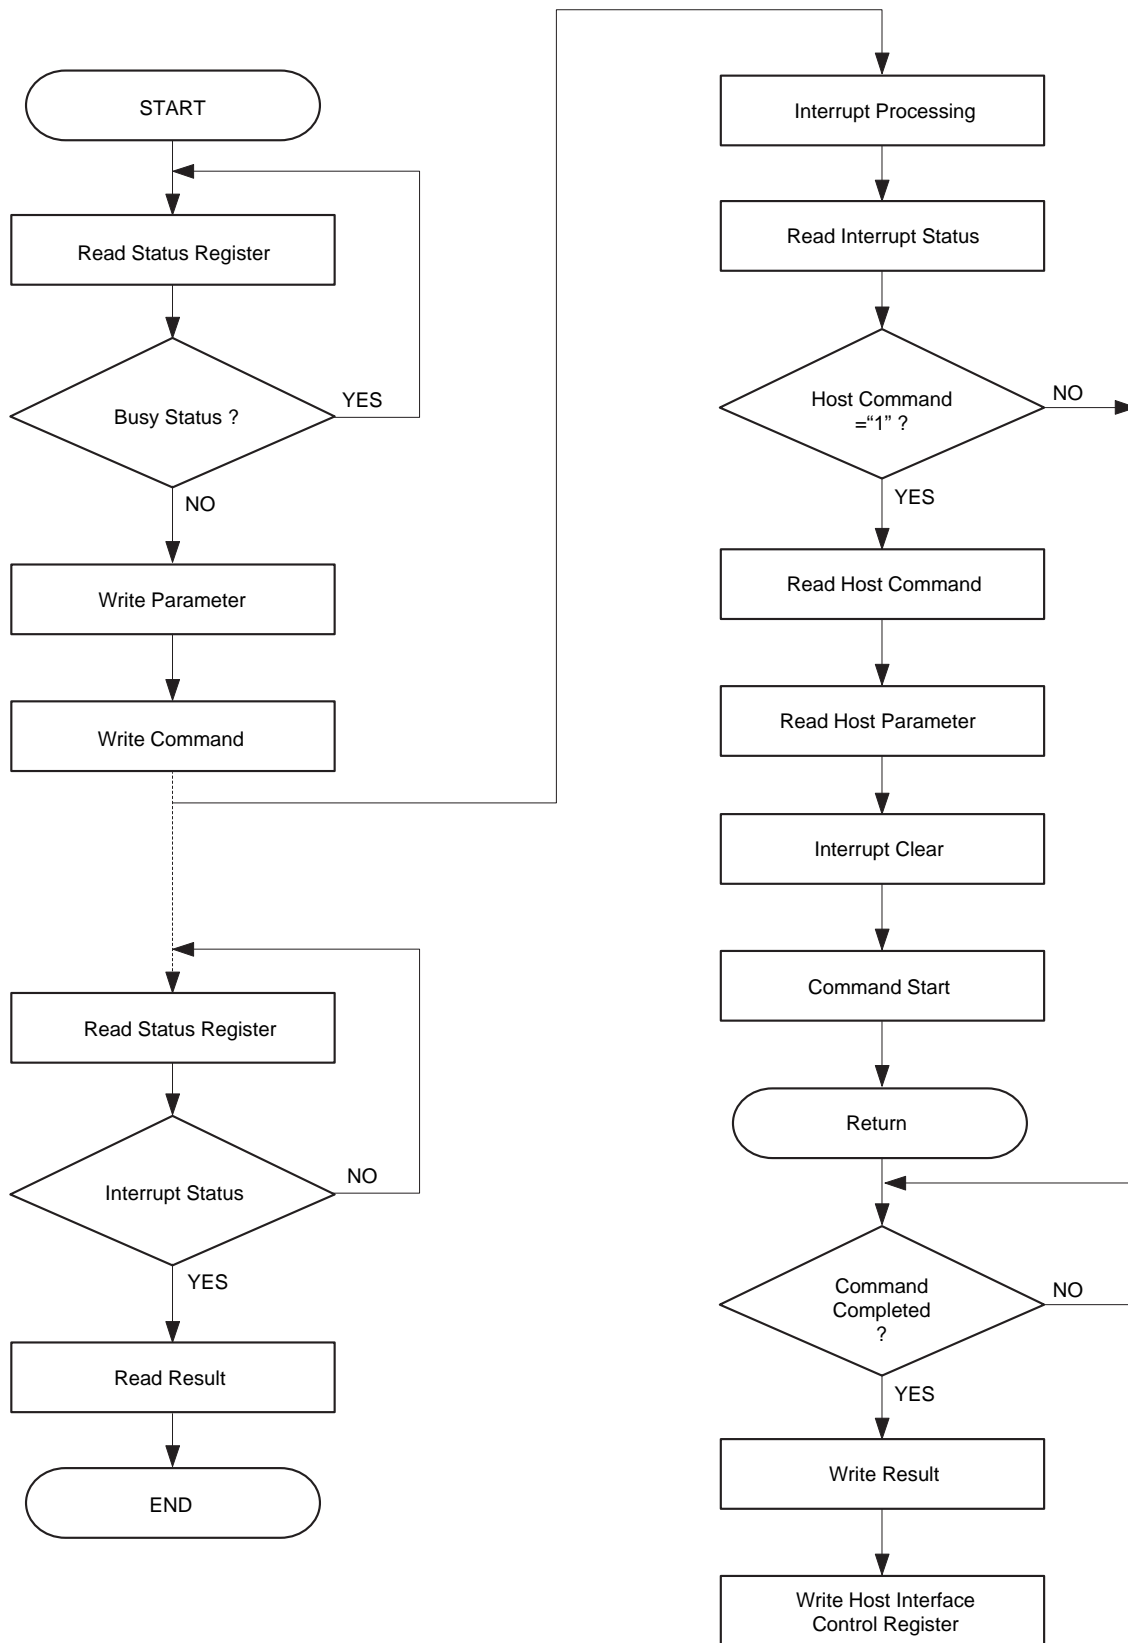 START
Read Status Register
Busy Status ?
YES
NO
Write Parameter
Write Command
Read Status Register
Interrupt Status
NO
YES
Read Result
END
Interrupt Processing
Read Interrupt Status
Host Command
=“1” ?
NO
YES
Read Host Command
Read Host Parameter
Interrupt Clear
Command Start
Return
Command
Completed
?
NO
YES
Write Result
Write Host Interface
Control Register